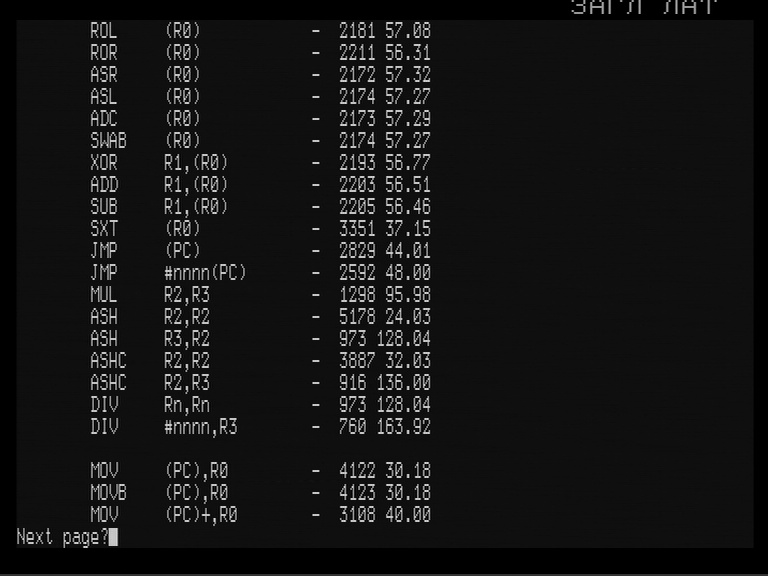 ЗАГЛ ЛАТ
ROL (R0) - 2181 57.08
ROR (R0) - 2211 56.31
ASR (R0) - 2172 57.32
ASL (R0) - 2174 57.27
ADC (R0) - 2173 57.29
SWAB (R0) - 2174 57.27
XOR R1,(R0) - 2193 56.77
ADD R1,(R0) - 2203 56.51
SUB R1,(R0) - 2205 56.46
SXT (R0) - 3351 37.15
JMP (PC) - 2829 44.01
JMP #nnnn(PC) - 2592 48.00
MUL R2,R3 - 1298 95.98
ASH R2,R2 - 5178 24.03
ASH R3,R2 - 973 128.04
ASHC R2,R2 - 3887 32.03
ASHC R2,R3 - 916 136.00
DIV Rn,Rn - 973 128.04
DIV #nnnn,R3 - 760 163.92
MOV (PC),R0 - 4122 30.18
MOVB (PC),R0 - 4123 30.18
MOV (PC)+,R0 - 3108 40.00
Next page?